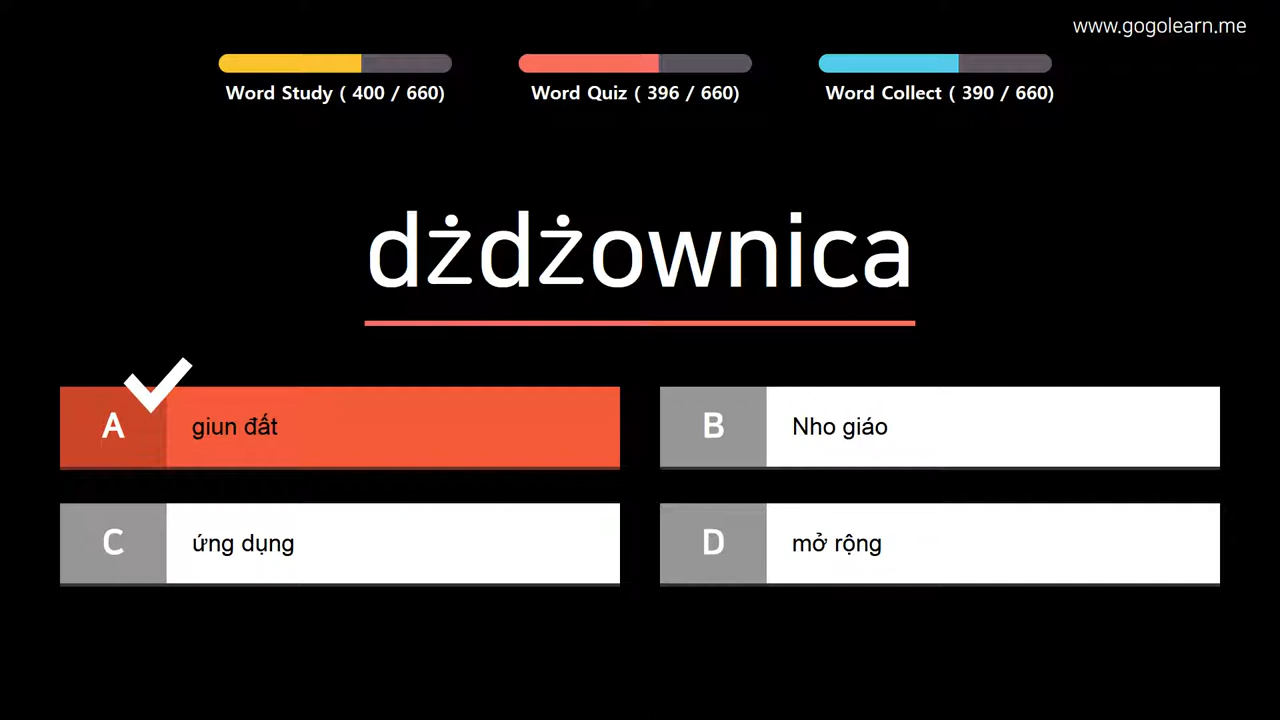 www.gogolearn.me
Word Study ( 400 / 660)
Word Quiz ( 396 / 660)
Word Collect ( 390 / 660)
dżdżownica
A
giun đất
B
Nho giáo
C
ứng dụng
D
mở rộng